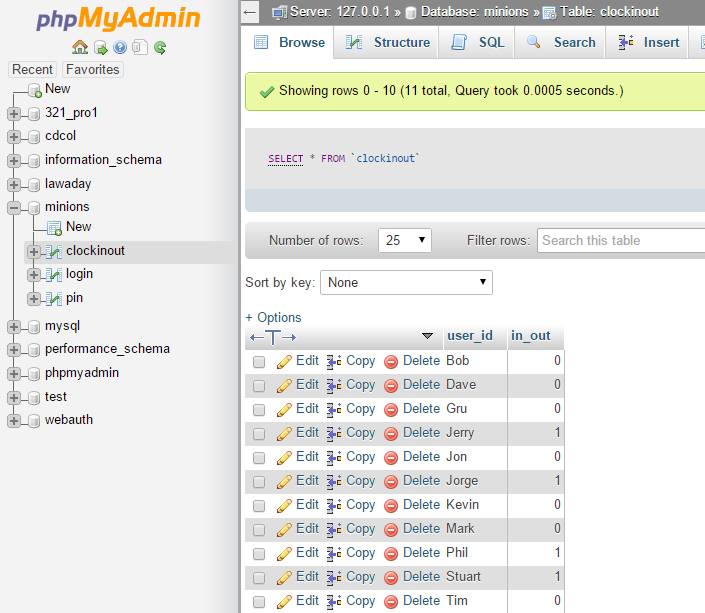 phpMyAdmin
Recent Favorites
New
321_pro1
cdcol
information_schema
lawaday
minions
New
clockinout
login
pin
mysql
performance_schema
phpmyadmin
test
webauth
Server: 127.0.0.1 » Database: minions » Table: clockinout
Browse Structure SQL Search Insert
Showing rows 0 - 10 (11 total, Query took 0.0005 seconds.)
SELECT * FROM `clockinout`
Number of rows: 25 Filter rows: Search this table
Sort by key: None
+ Options
←T→ user_id in_out
Edit Copy Delete Bob 0
Edit Copy Delete Dave 0
Edit Copy Delete Gru 0
Edit Copy Delete Jerry 1
Edit Copy Delete Jon 0
Edit Copy Delete Jorge 1
Edit Copy Delete Kevin 0
Edit Copy Delete Mark 0
Edit Copy Delete Phil 1
Edit Copy Delete Stuart 1
Edit Copy Delete Tim 0